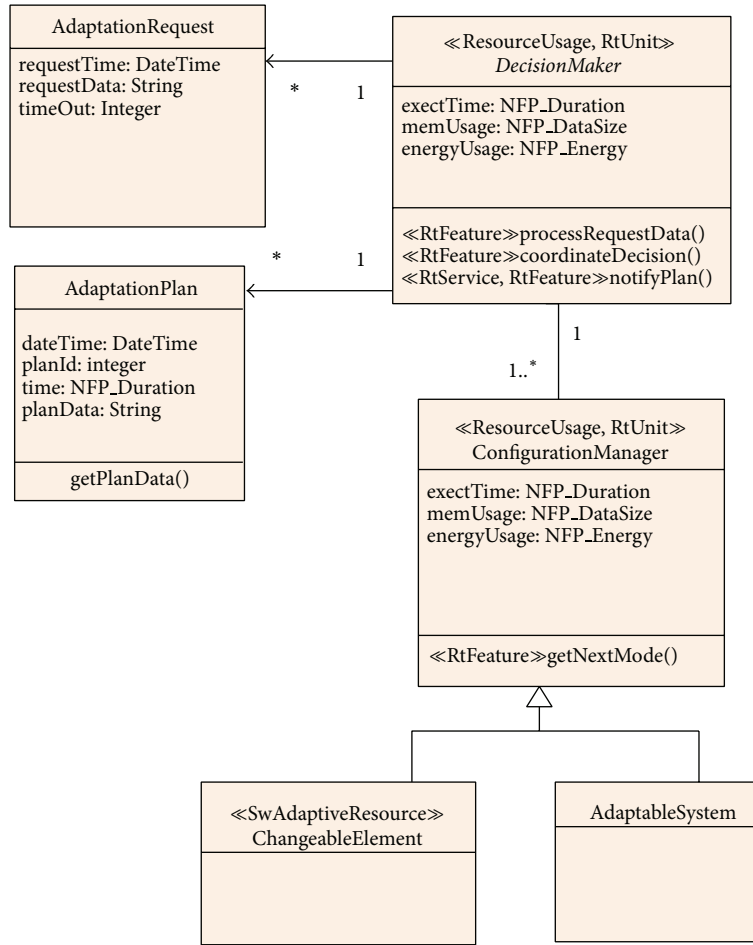 AdaptationRequest
requestTime: DateTime
requestData: String
timeOut: Integer
* 1
≪ResourceUsage, RtUnit≫
DecisionMaker
exectTime: NFP_Duration
memUsage: NFP_DataSize
energyUsage: NFP_Energy
≪RtFeature≫processRequestData()
≪RtFeature≫coordinateDecision()
≪RtService, RtFeature≫notifyPlan()
* 1
AdaptationPlan
dateTime: DateTime
planId: integer
time: NFP_Duration
planData: String
getPlanData()
1
1..*
≪ResourceUsage, RtUnit≫
ConfigurationManager
exectTime: NFP_Duration
memUsage: NFP_DataSize
energyUsage: NFP_Energy
≪RtFeature≫getNextMode()
≪SwAdaptiveResource≫
ChangeableElement
AdaptableSystem